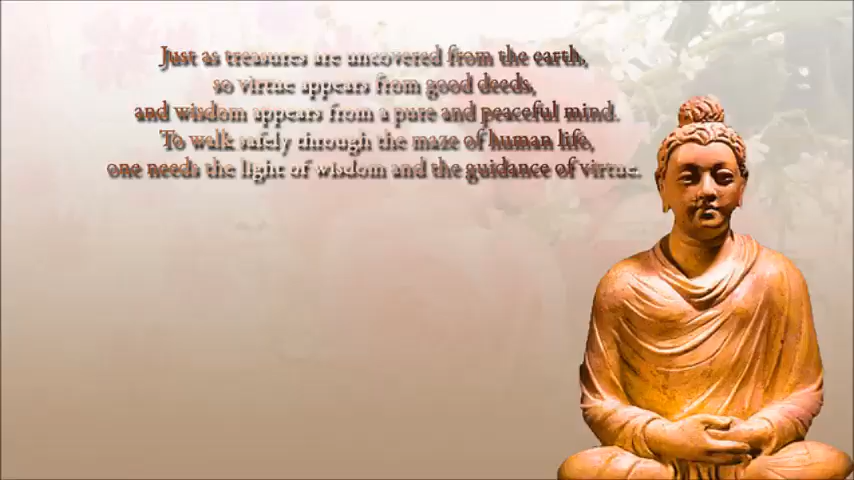 Just as treasures are uncovered from the earth,
so virtue appears from good deeds,
and wisdom appears from a pure and peaceful mind.
To walk safely through the maze of human life,
one needs the light of wisdom and the guidance of virtue.